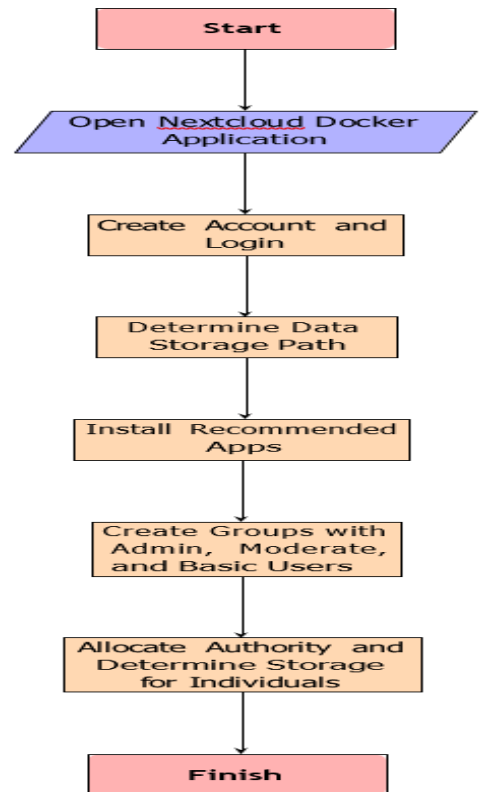 Start
Open Nextcloud Docker
Application
Create Account and
Login
Determine Data
Storage Path
Install Recommended
Apps
Create Groups with
Admin, Moderate,
and Basic Users
Allocate Authority and
Determine Storage
for Individuals
Finish